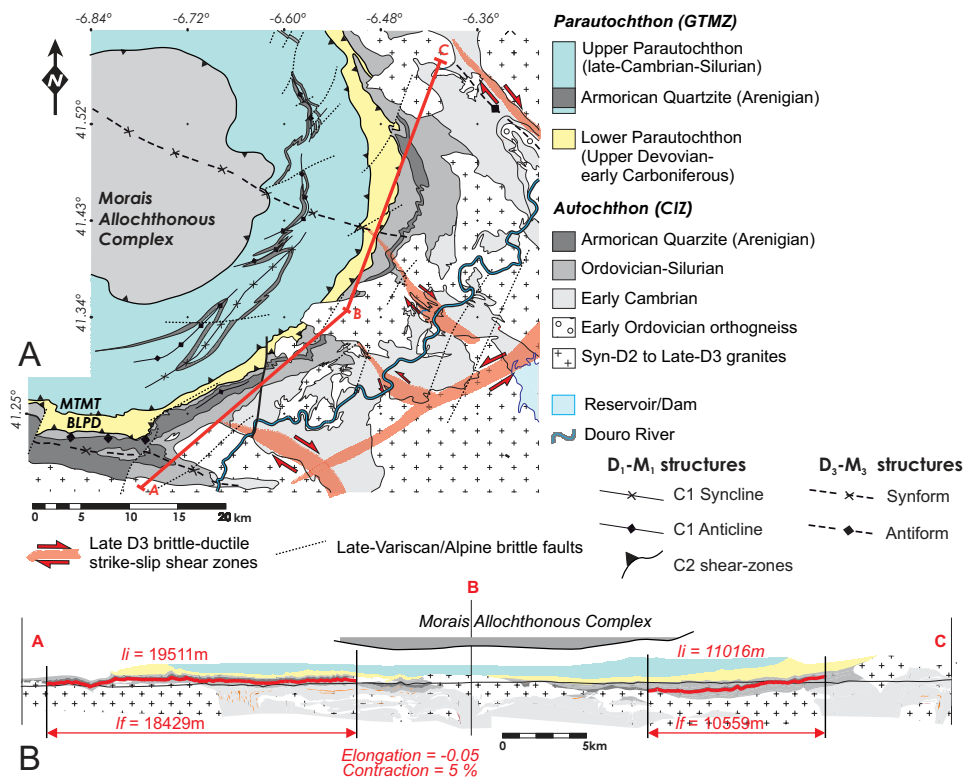 -6.84 -6.72 -6.60 -6.48 -6.36
N
41.52
41.43
41.34
41.25°
Morais
Allochthonous
Complex
C
B
A
A
MTMT
BLPD
0 5 10 15 20 km
Late D3 brittle-ductile
strike-slip shear zones
Late-Variscan/Alpine brittle faults
Parautochthon (GTMZ)
Upper Parautochthon
(late-Cambrian-Silurian)
Armorican Quartzite (Arenigian)
Lower Parautochthon
(Upper Devovian-
early Carboniferous)
Autochthon (CIZ)
Armorican Quarzite (Arenigian)
Ordovician-Silurian
Early Cambrian
Early Ordovician orthogneiss
Syn-D2 to Late-D3 granites
Reservoir/Dam
Douro River
D₁-M₁ structures
C1 Syncline
C1 Anticline
C2 shear-zones
D₃-M₃ structures
Synform
Antiform
B
Morais Allochthonous Complex
A
C
li = 19511m
li = 11016m
lf = 18429m
lf = 10559m
Elongation = -0.05
Contraction = 5 %
0 5km
B